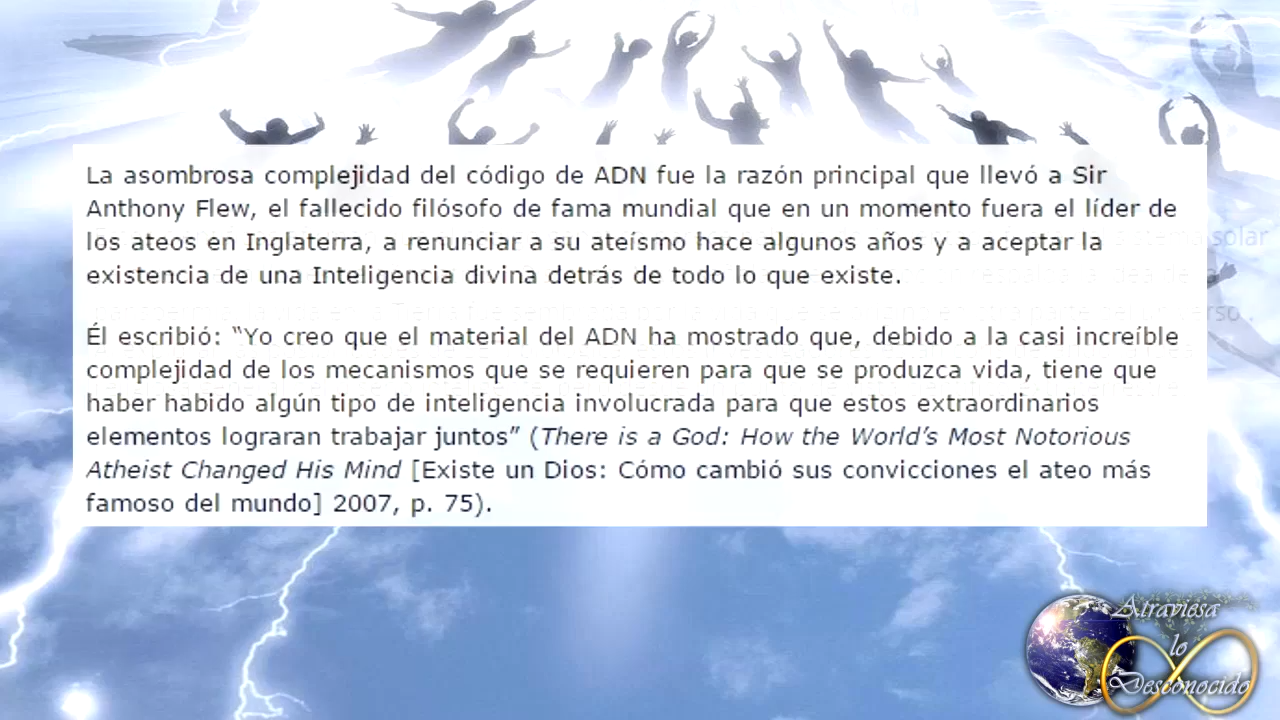 La asombrosa complejidad del código de ADN fue la razón principal que llevó a Sir
Anthony Flew, el fallecido filósofo de fama mundial que en un momento fuera el líder de
los ateos en Inglaterra, a renunciar a su ateísmo hace algunos años y a aceptar la
existencia de una Inteligencia divina detrás de todo lo que existe.
Él escribió: “Yo creo que el material del ADN ha mostrado que, debido a la casi increíble
complejidad de los mecanismos que se requieren para que se produzca vida, tiene que
haber habido algún tipo de inteligencia involucrada para que estos extraordinarios
elementos lograran trabajar juntos” (There is a God: How the World’s Most Notorious
Atheist Changed His Mind [Existe un Dios: Cómo cambió sus convicciones el ateo más
famoso del mundo] 2007, p. 75).
solar
Atraviesa
lo
Desconocido